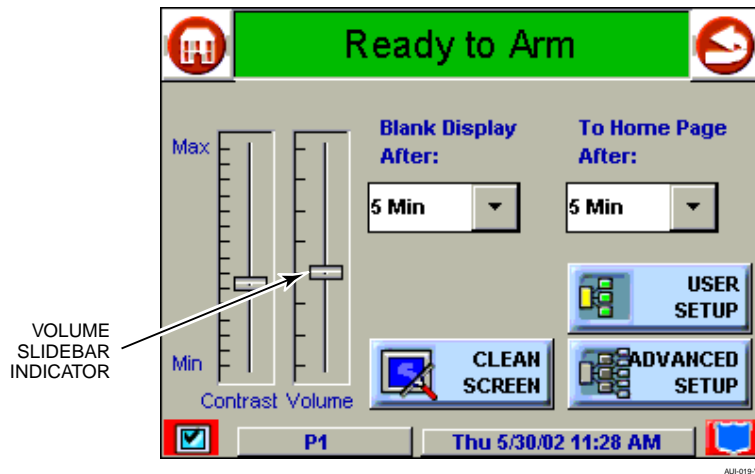 Ready to Arm
Blank Display
After:
To Home Page
After:
Max
5 Min
5 Min
USER
SETUP
VOLUME
SLIDEBAR
INDICATOR
Min
CLEAN
SCREEN
ADVANCED
SETUP
Contrast Volume
P1
Thu 5/30/02 11:28 AM